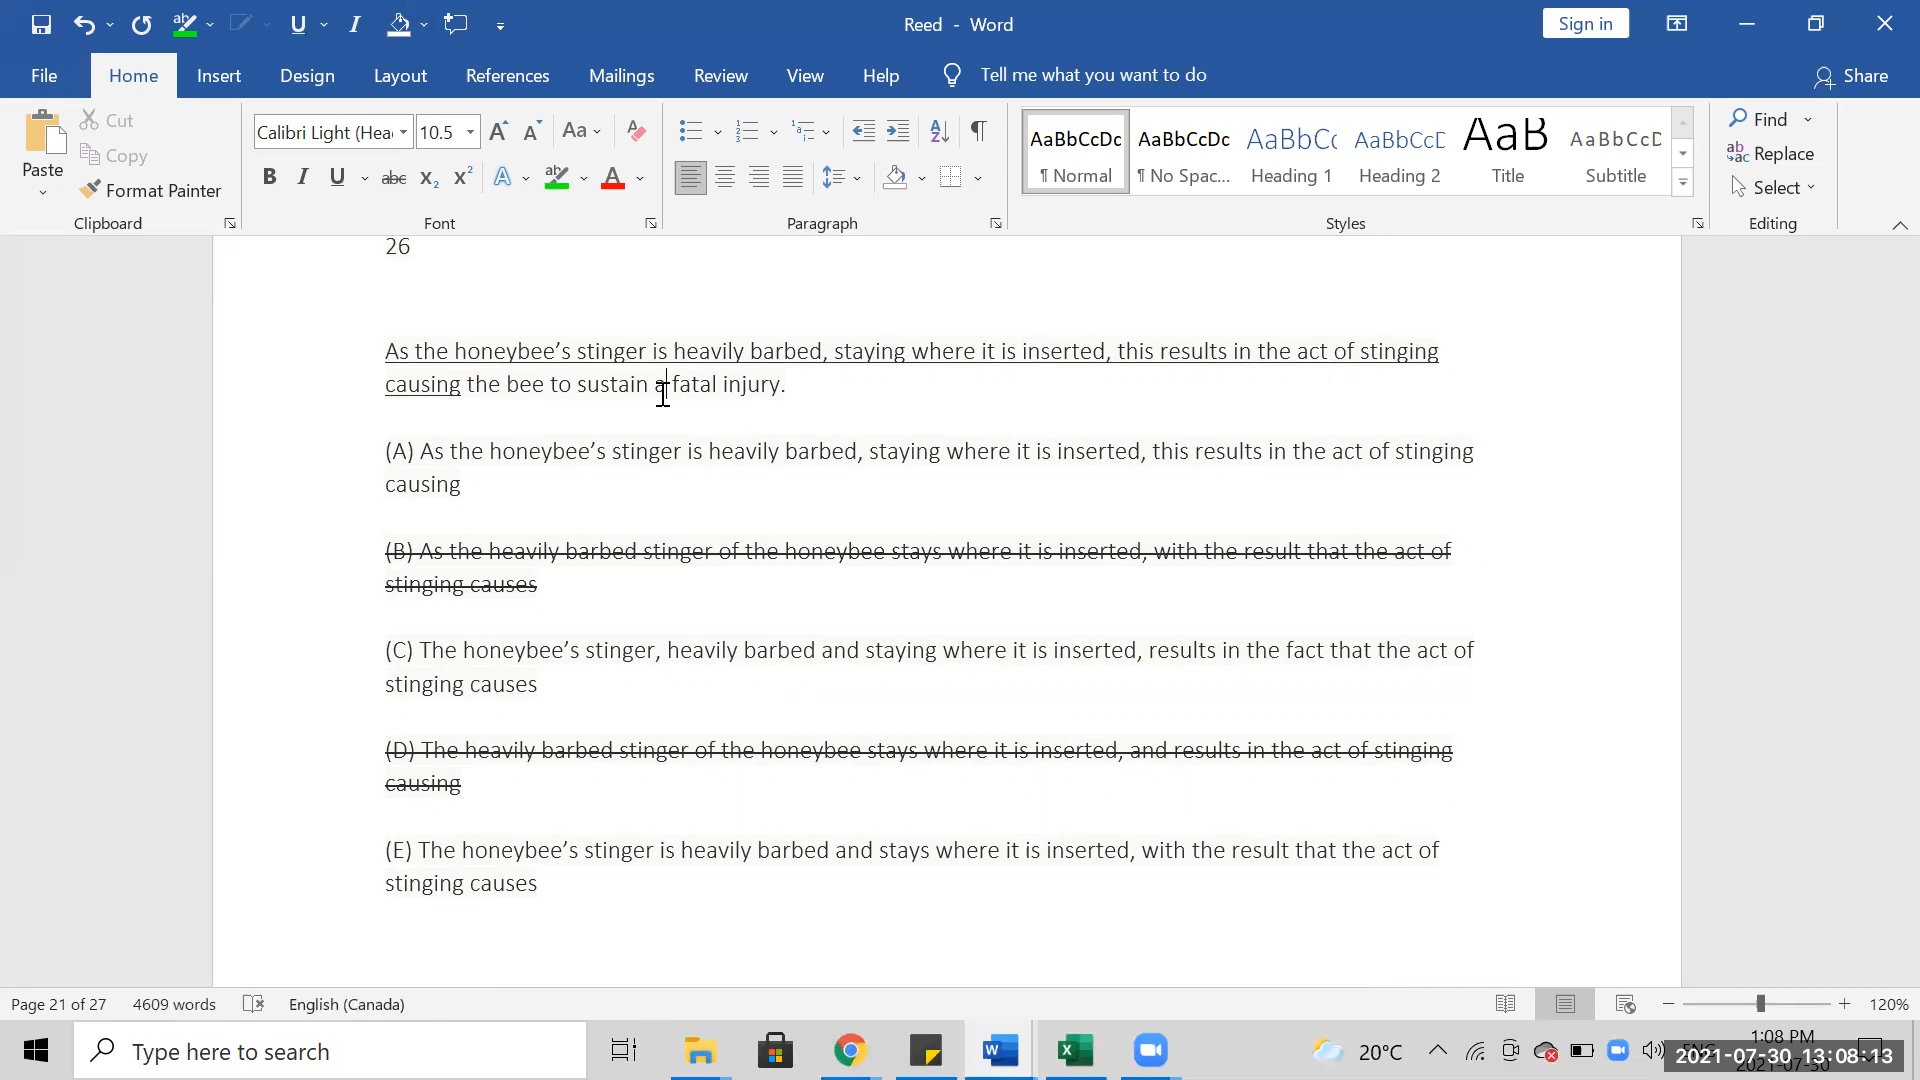 Reed - Word
Sign in
File Home Insert Design Layout References Mailings Review View Help Tell me what you want to do Share
Paste
Cut
Copy
Format Painter
Clipboard
Calibri Light (Hea 10.5
Font
Paragraph
AaBbCcDc AaBbCcDc AaBbCc AaBbCcD AaB AaBbCcD
¶ Normal ¶ No Spac... Heading 1 Heading 2 Title Subtitle
Styles
Find
Replace
Select
Editing
26
As the honeybee’s stinger is heavily barbed, staying where it is inserted, this results in the act of stinging
causing the bee to sustain a fatal injury.
(A) As the honeybee’s stinger is heavily barbed, staying where it is inserted, this results in the act of stinging
causing
(B) As the heavily barbed stinger of the honeybee stays where it is inserted, with the result that the act of
stinging causes
(C) The honeybee’s stinger, heavily barbed and staying where it is inserted, results in the fact that the act of
stinging causes
(D) The heavily barbed stinger of the honeybee stays where it is inserted, and results in the act of stinging
causing
(E) The honeybee’s stinger is heavily barbed and stays where it is inserted, with the result that the act of
stinging causes
Page 21 of 27 4609 words English (Canada) 120%
Type here to search
20°C
1:08 PM
2021-07-30 13:08:13